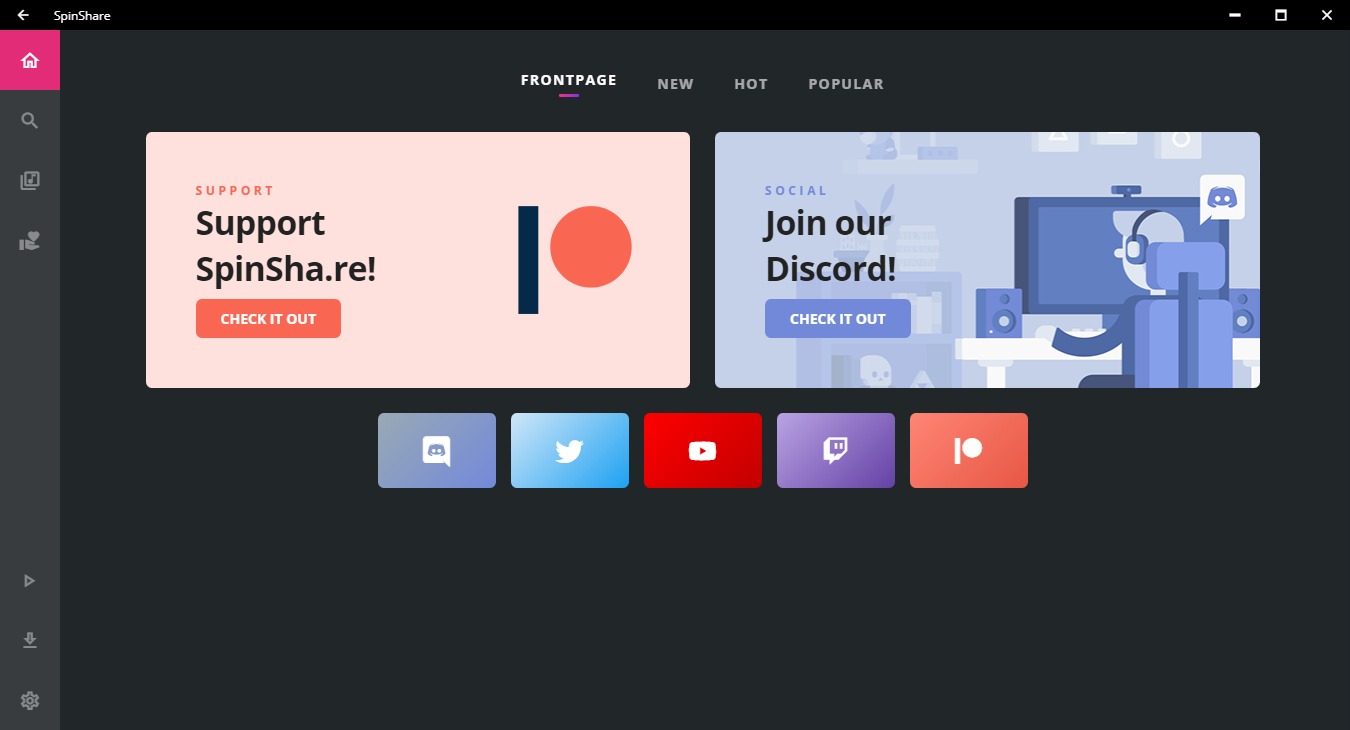 SpinShare
FRONTPAGE NEW HOT POPULAR
SUPPORT
Support
SpinSha.re!
CHECK IT OUT
SOCIAL
Join our
Discord!
CHECK IT OUT